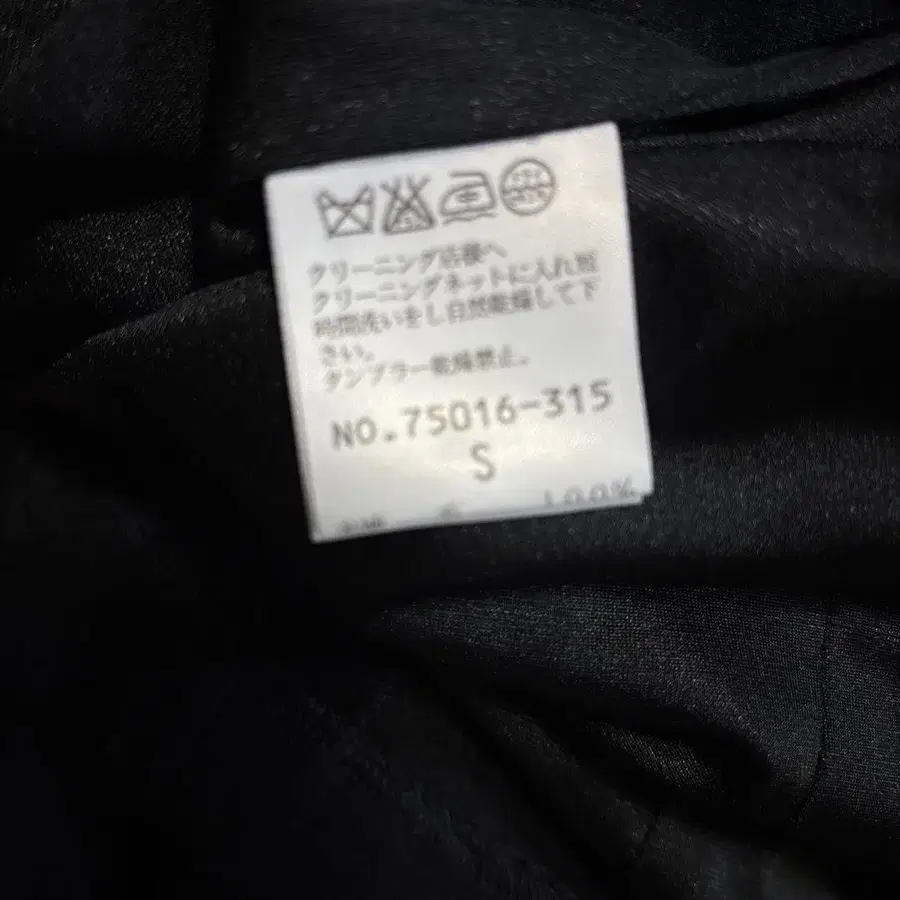 クリーニング店様へ
クリーニングネットに入れ短
時間洗いをし自然乾燥して下
さい。
タンブラー乾燥禁止。
NO.75016-315
S
100%